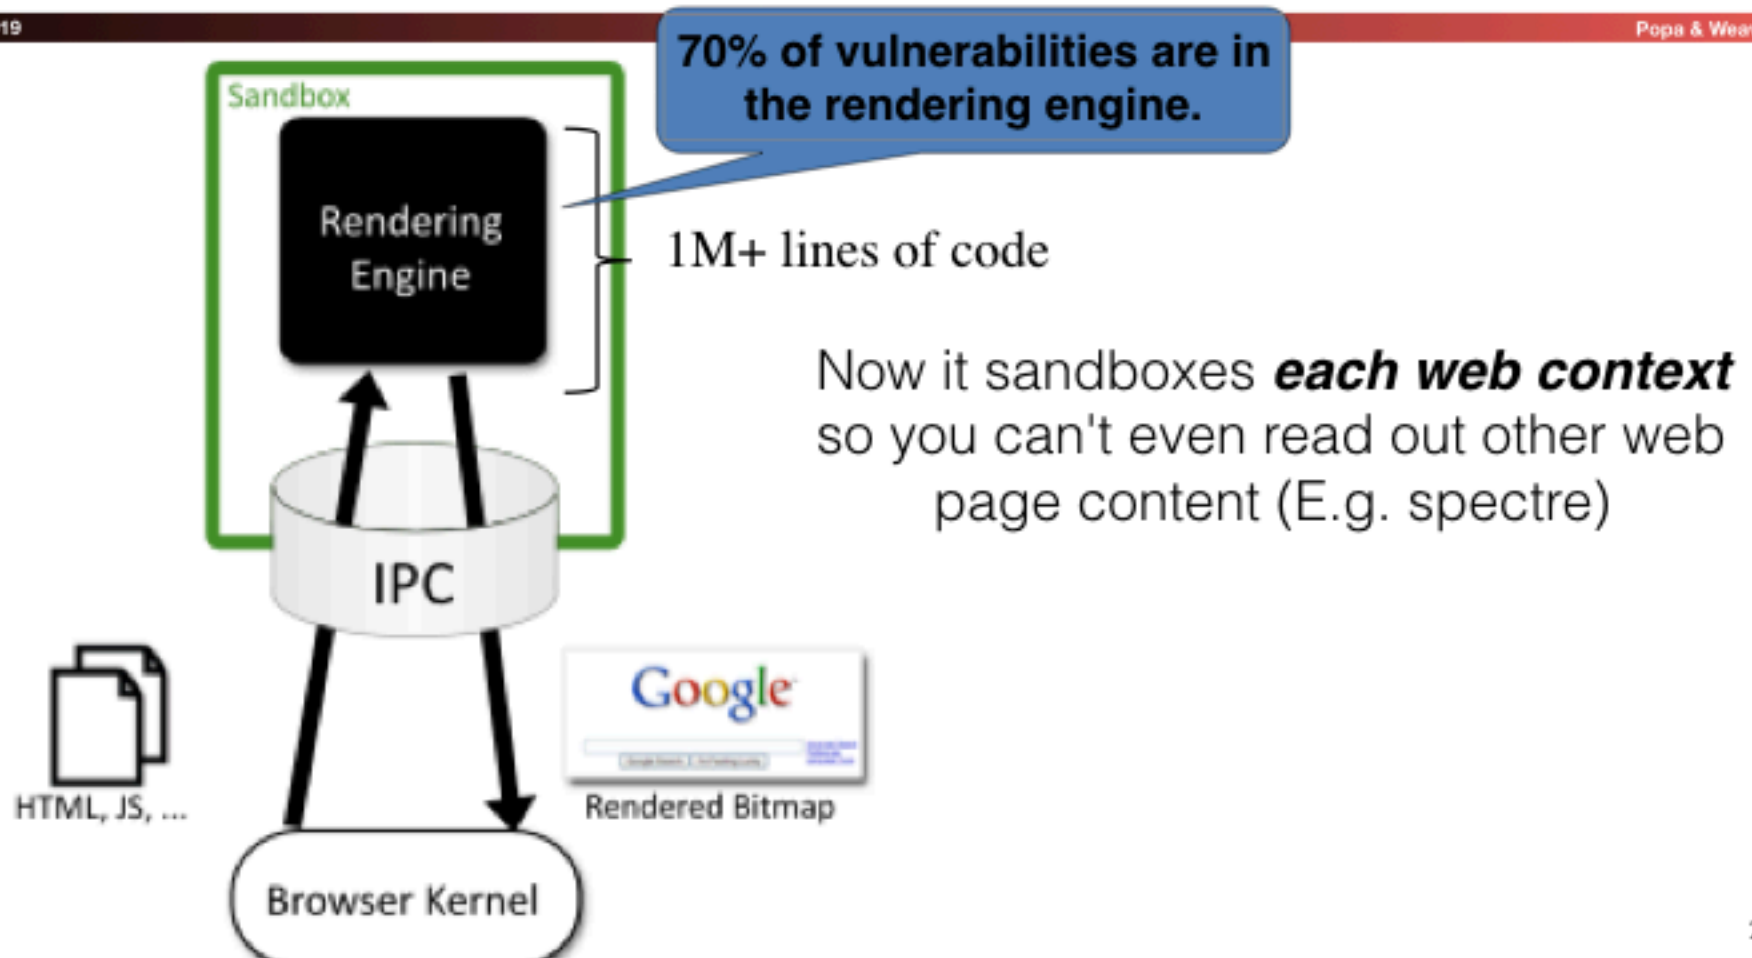 19
Popa & Wea
70% of vulnerabilities are in
the rendering engine.
Sandbox
Rendering
Engine
1M+ lines of code
Now it sandboxes each web context
so you can't even read out other web
page content (E.g. spectre)
IPC
Google
HTML, JS, ...
Rendered Bitmap
Browser Kernel